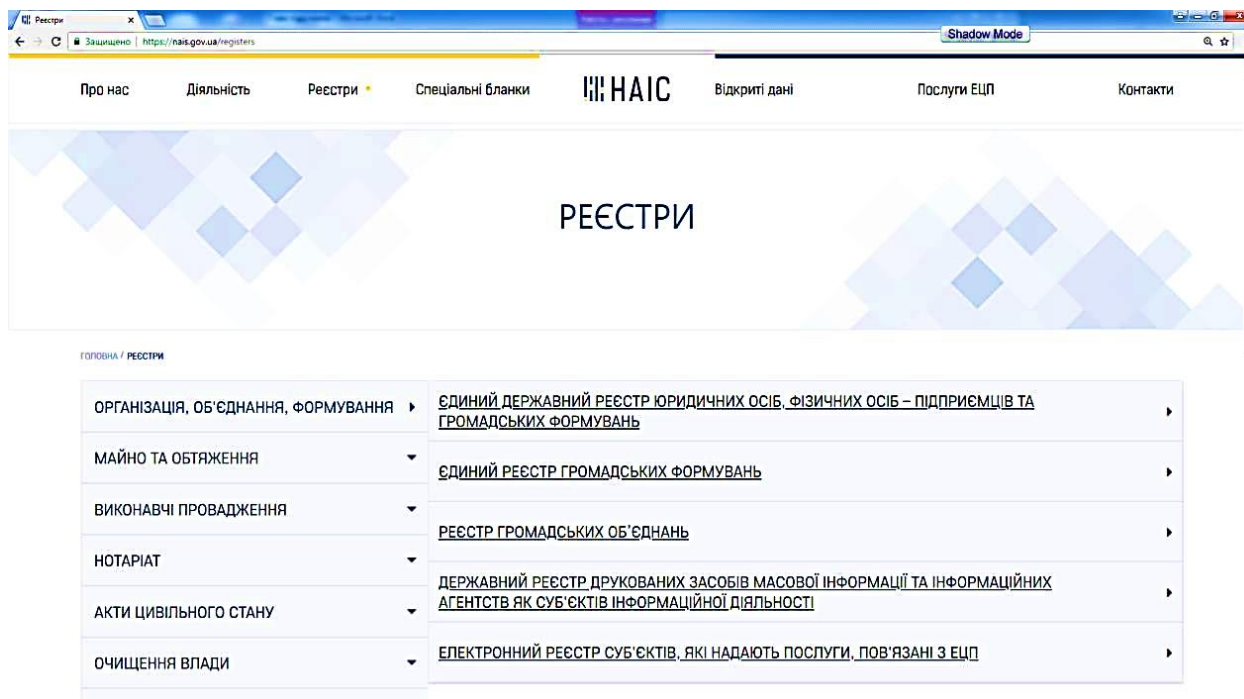 Реєстри
Защищено | https://nais.gov.ua/registers
Shadow Mode
Про нас
Діяльність
Реєстри
Спеціальні бланки
НАІС
Відкриті дані
Послуги ЕЦП
Контакти
РЕЄСТРИ
ГОЛОВНА / РЕЄСТРИ
ОРГАНІЗАЦІЯ, ОБ'ЄДНАННЯ, ФОРМУВАННЯ
МАЙНО ТА ОБТЯЖЕННЯ
ВИКОНАВЧІ ПРОВАДЖЕННЯ
НОТАРІАТ
АКТИ ЦИВІЛЬНОГО СТАНУ
ОЧИЩЕННЯ ВЛАДИ
ЄДИНИЙ ДЕРЖАВНИЙ РЕЄСТР ЮРИДИЧНИХ ОСІБ, ФІЗИЧНИХ ОСІБ – ПІДПРИЄМЦІВ ТА
ГРОМАДСЬКИХ ФОРМУВАНЬ
ЄДИНИЙ РЕЄСТР ГРОМАДСЬКИХ ФОРМУВАНЬ
РЕЄСТР ГРОМАДСЬКИХ ОБ'ЄДНАНЬ
ДЕРЖАВНИЙ РЕЄСТР ДРУКОВАНИХ ЗАСОБІВ МАСОВОЇ ІНФОРМАЦІЇ ТА ІНФОРМАЦІЙНИХ
АГЕНТСТВ ЯК СУБ'ЄКТІВ ІНФОРМАЦІЙНОЇ ДІЯЛЬНОСТІ
ЕЛЕКТРОННИЙ РЕЄСТР СУБ'ЄКТІВ, ЯКІ НАДАЮТЬ ПОСЛУГИ, ПОВ'ЯЗАНІ З ЕЦП